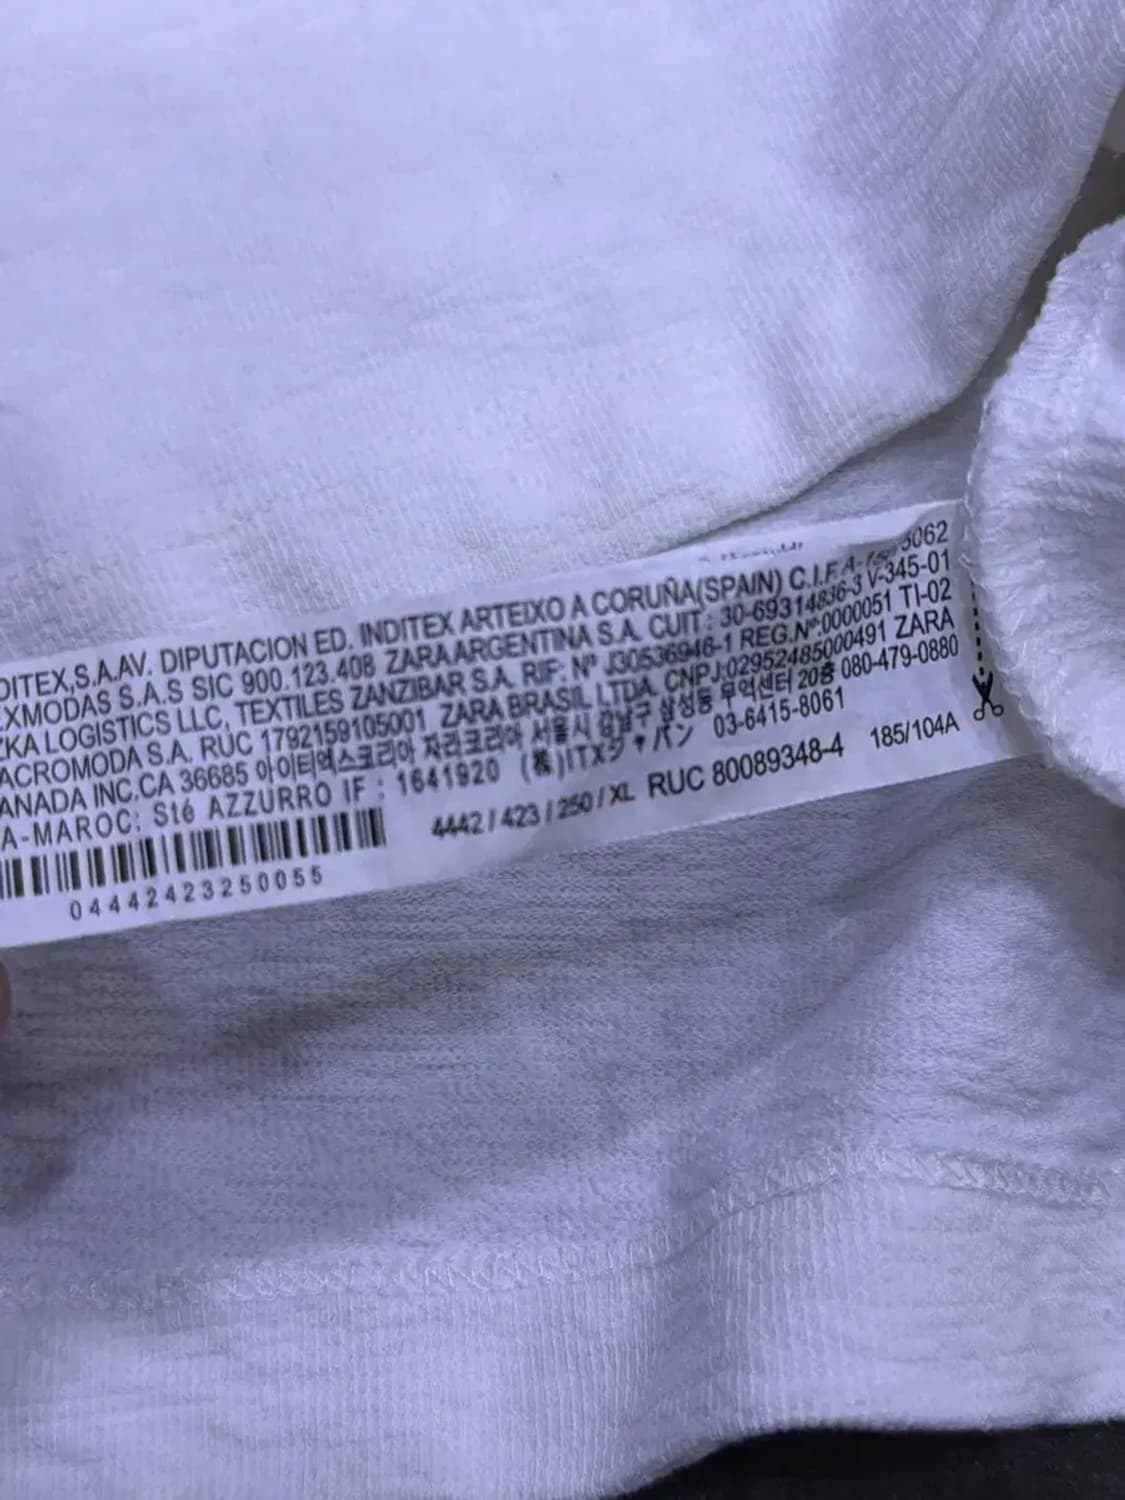 DITEX,S.A.AV. DIPUTACION ED. INDITEX ARTEIXO A CORUÑA(SPAIN) C.I.F.A- 5062
XMODAS S.A.S SIC 900.123.408 ZARA ARGENTINA S.A. CUIT: 30-69314836-3 V-345-01
KA LOGISTICS LLC, TEXTILES ZANZIBAR S.A. RIF: Nº J30536946-1 REG.Nº:0000051 TI-02
ACROMODA S.A. RUC 1792159105001 ZARA BRASIL LTDA. CNPJ:02952485000491 ZARA
ANADA INC.CA 36685 아이티엑스코리아 자라코리아 서울시 강남구 삼성동 무역센터 20층 080-479-0880
A-MAROC: Sté AZZURRO IF : 1641920 (株)ITXジャパン 03-6415-8061
4442 / 423 / 250 / XL RUC 80089348-4 185/104A
04442423250055